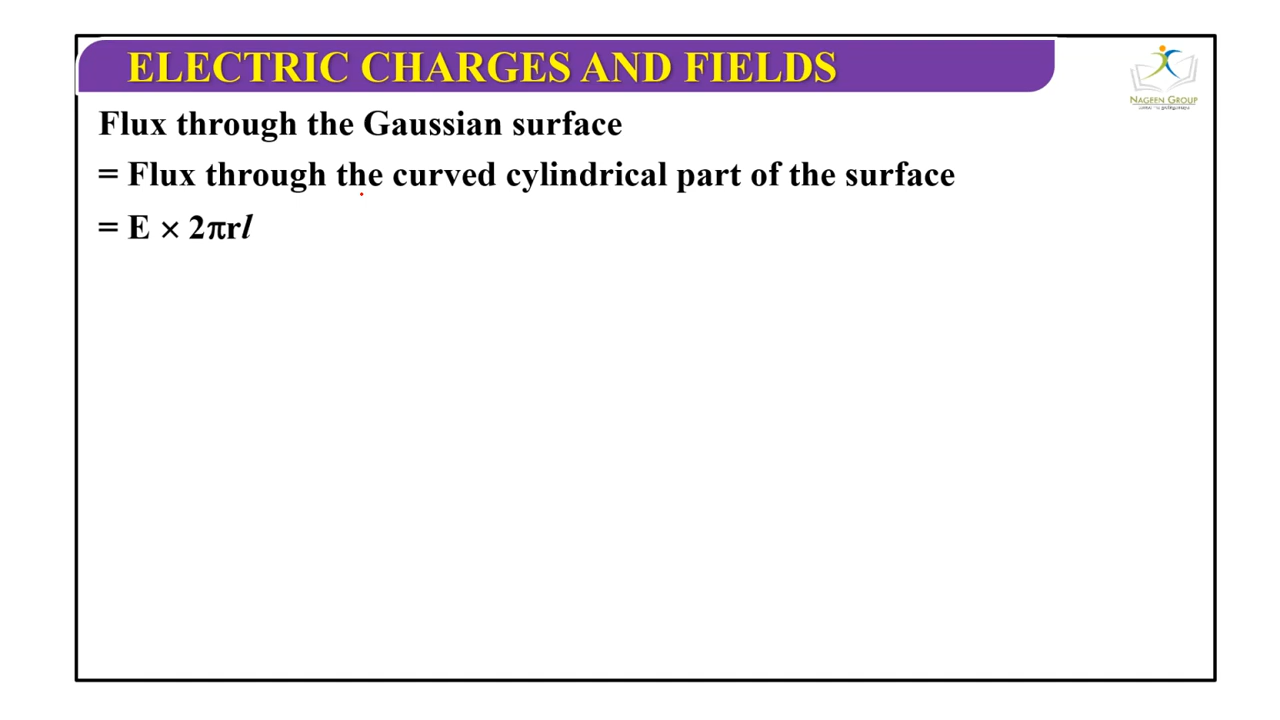 ELECTRIC CHARGES AND FIELDS
NAGEEN GROUP
Flux through the Gaussian surface
= Flux through the curved cylindrical part of the surface
= E × 2πrl